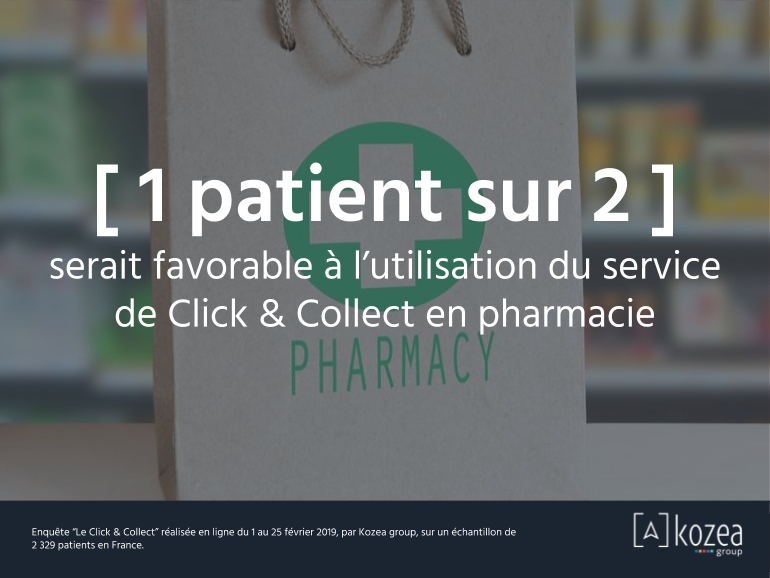 [ 1 patient sur 2 ]
serait favorable à l’utilisation du service
de Click & Collect en pharmacie
PHARMACY
Enquête “Le Click & Collect” réalisée en ligne du 1 au 25 février 2019, par Kozea group, sur un échantillon de
2 329 patients en France.
[A] kozea
group